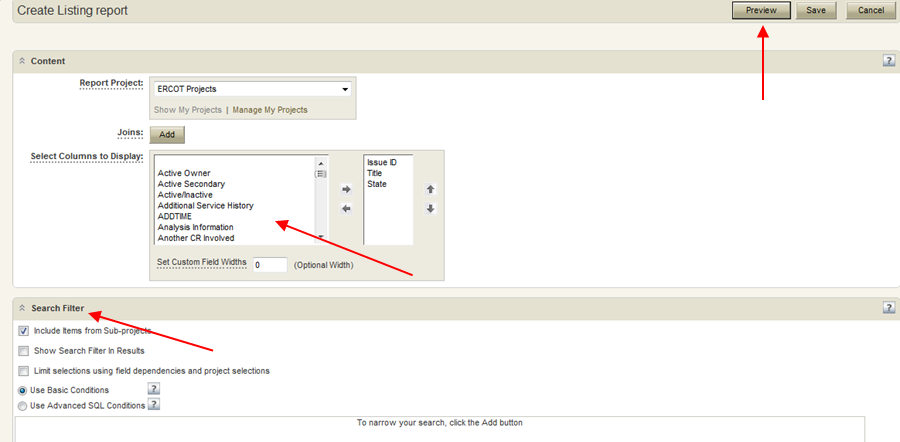 Create Listing report
Preview Save Cancel
Content ?
Report Project: ERCOT Projects
Show My Projects | Manage My Projects
Joins: Add
Select Columns to Display:
Active Owner
Active Secondary
Active/Inactive
Additional Service History
ADDTIME
Analysis Information
Another CR Involved
Issue ID
Title
State
Set Custom Field Widths 0 (Optional Width)
Search Filter ?
Include Items from Sub-projects
Show Search Filter In Results
Limit selections using field dependencies and project selections
Use Basic Conditions ?
Use Advanced SQL Conditions ?
To narrow your search, click the Add button